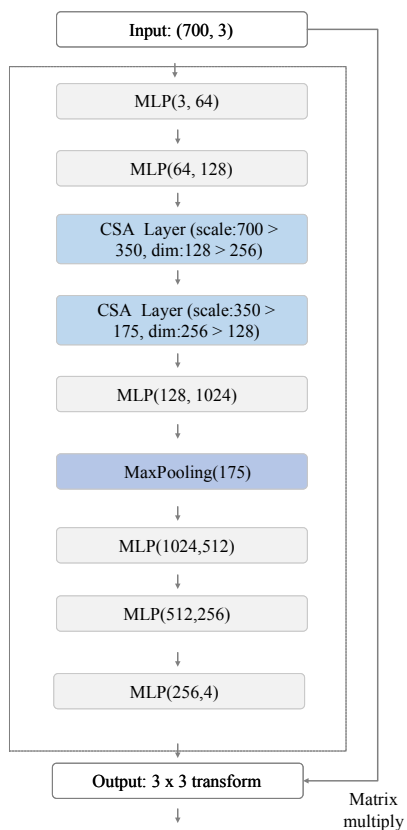 Input: (700, 3)
MLP(3, 64)
MLP(64, 128)
CSA Layer (scale:700 >
350, dim:128 > 256)
CSA Layer (scale:350 >
175, dim:256 > 128)
MLP(128, 1024)
MaxPooling(175)
MLP(1024,512)
MLP(512,256)
MLP(256,4)
Output: 3 x 3 transform
Matrix
multiply